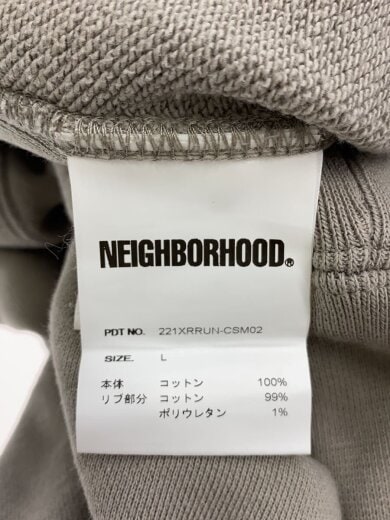 NEIGHBORHOOD®
PDT NO. 221XRRUN-CSM02
SIZE. L
本体 コットン 100%
リブ部分 コットン 99%
ポリウレタン 1%